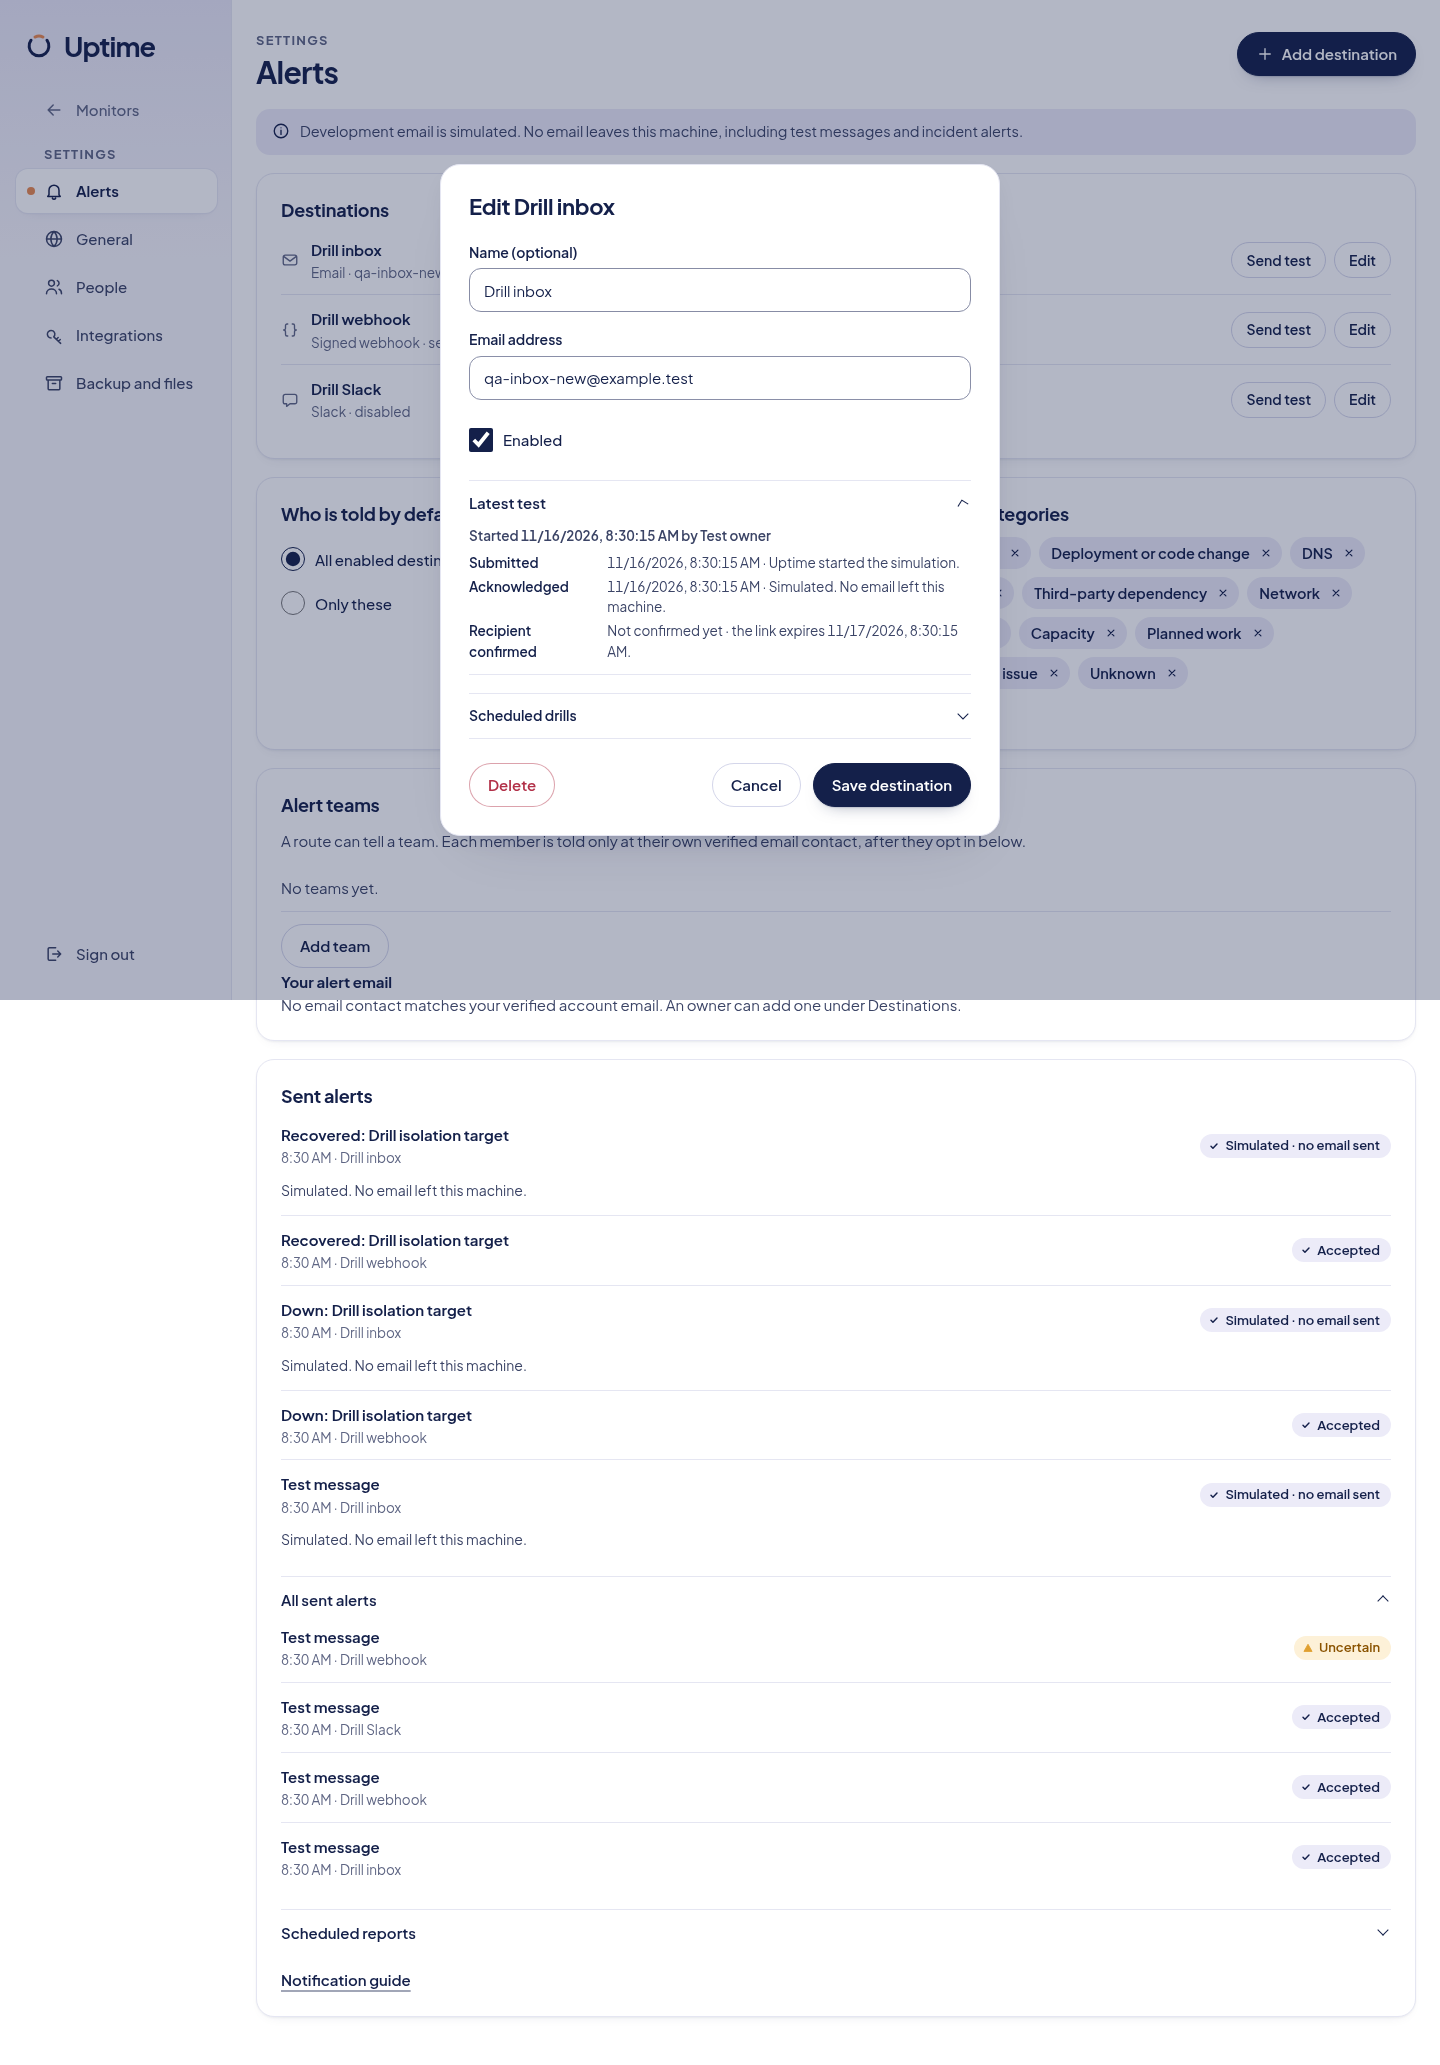 Uptime
Monitors
SETTINGS
Alerts
General
People
Integrations
Backup and files
Sign out
SETTINGS
Alerts
Add destination
Development email is simulated. No email leaves this machine, including test messages and incident alerts.
Destinations
Drill inbox
Email · qa-inbox-new
Send test
Edit
Drill webhook
Signed webhook ·
Send test
Edit
Drill Slack
Slack · disabled
Send test
Edit
Who is told by
All enabled
Only these
Deployment or code change
DNS
Third-party dependency
Network
Capacity
Planned work
issue
Unknown
Edit Drill inbox
Name (optional)
Drill inbox
Email address
qa-inbox-new@example.test
Enabled
Latest test
Started 11/16/2026, 8:30:15 AM by Test owner
Submitted
11/16/2026, 8:30:15 AM · Uptime started the simulation.
Acknowledged
11/16/2026, 8:30:15 AM · Simulated. No email left this
machine.
Recipient
confirmed
Not confirmed yet · the link expires 11/17/2026, 8:30:15
AM.
Scheduled drills
Delete
Cancel
Save destination
Alert teams
A route can tell a team. Each member is told only at their own verified email contact, after they opt in below.
No teams yet.
Add team
Your alert email
No email contact matches your verified account email. An owner can add one under Destinations.
Sent alerts
Recovered: Drill isolation target
8:30 AM · Drill inbox
Simulated · no email sent
Simulated. No email left this machine.
Recovered: Drill isolation target
8:30 AM · Drill webhook
Accepted
Down: Drill isolation target
8:30 AM · Drill inbox
Simulated · no email sent
Simulated. No email left this machine.
Down: Drill isolation target
8:30 AM · Drill webhook
Accepted
Test message
8:30 AM · Drill inbox
Simulated · no email sent
Simulated. No email left this machine.
All sent alerts
Test message
8:30 AM · Drill webhook
Uncertain
Test message
8:30 AM · Drill Slack
Accepted
Test message
8:30 AM · Drill webhook
Accepted
Test message
8:30 AM · Drill inbox
Accepted
Scheduled reports
Notification guide